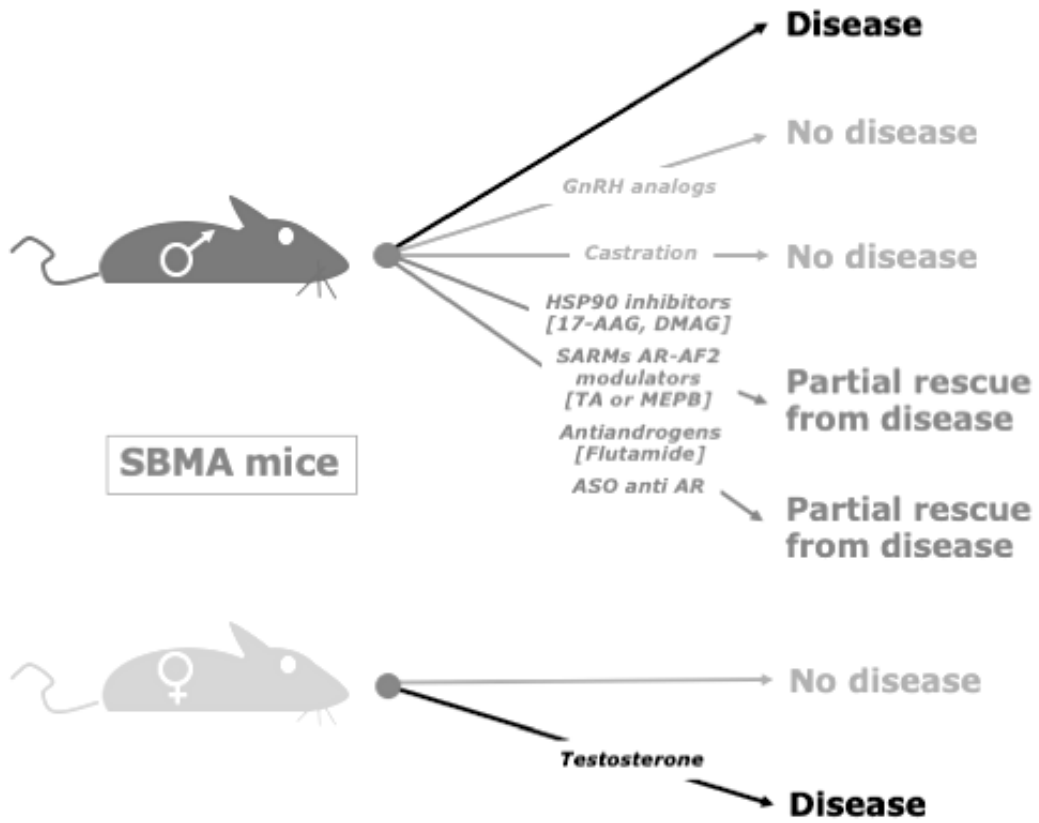 Disease
No disease
GnRH analogs
Castration
No disease
HSP90 inhibitors
[17-AAG, DMAG]
SARMs AR-AF2
modulators
[TA or MEPB]
Partial rescue
from disease
Antiandrogens
[Flutamide]
SBMA mice
ASO anti AR
Partial rescue
from disease
No disease
Testosterone
Disease